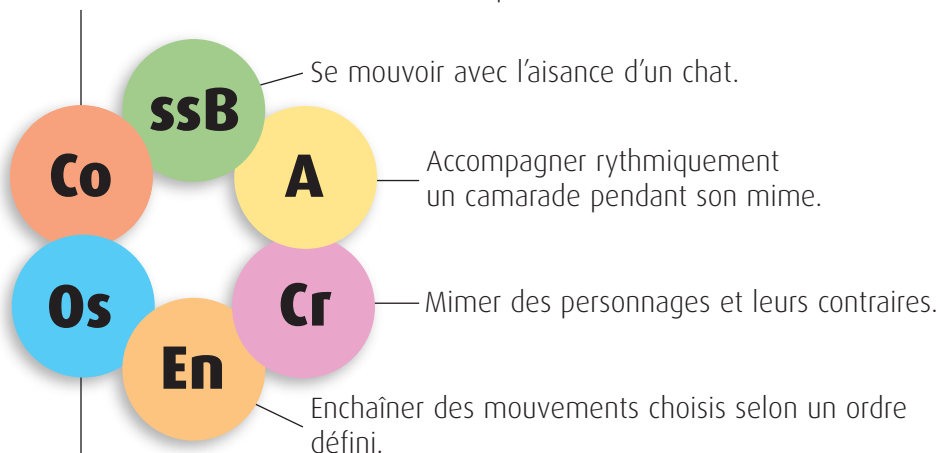 ssB
Se mouvoir avec l'aisance d'un chat.
Co
A
Accompagner rythmiquement
un camarade pendant son mime.
Os
Cr
Mimer des personnages et leurs contraires.
En
Enchaîner des mouvements choisis selon un ordre
défini.